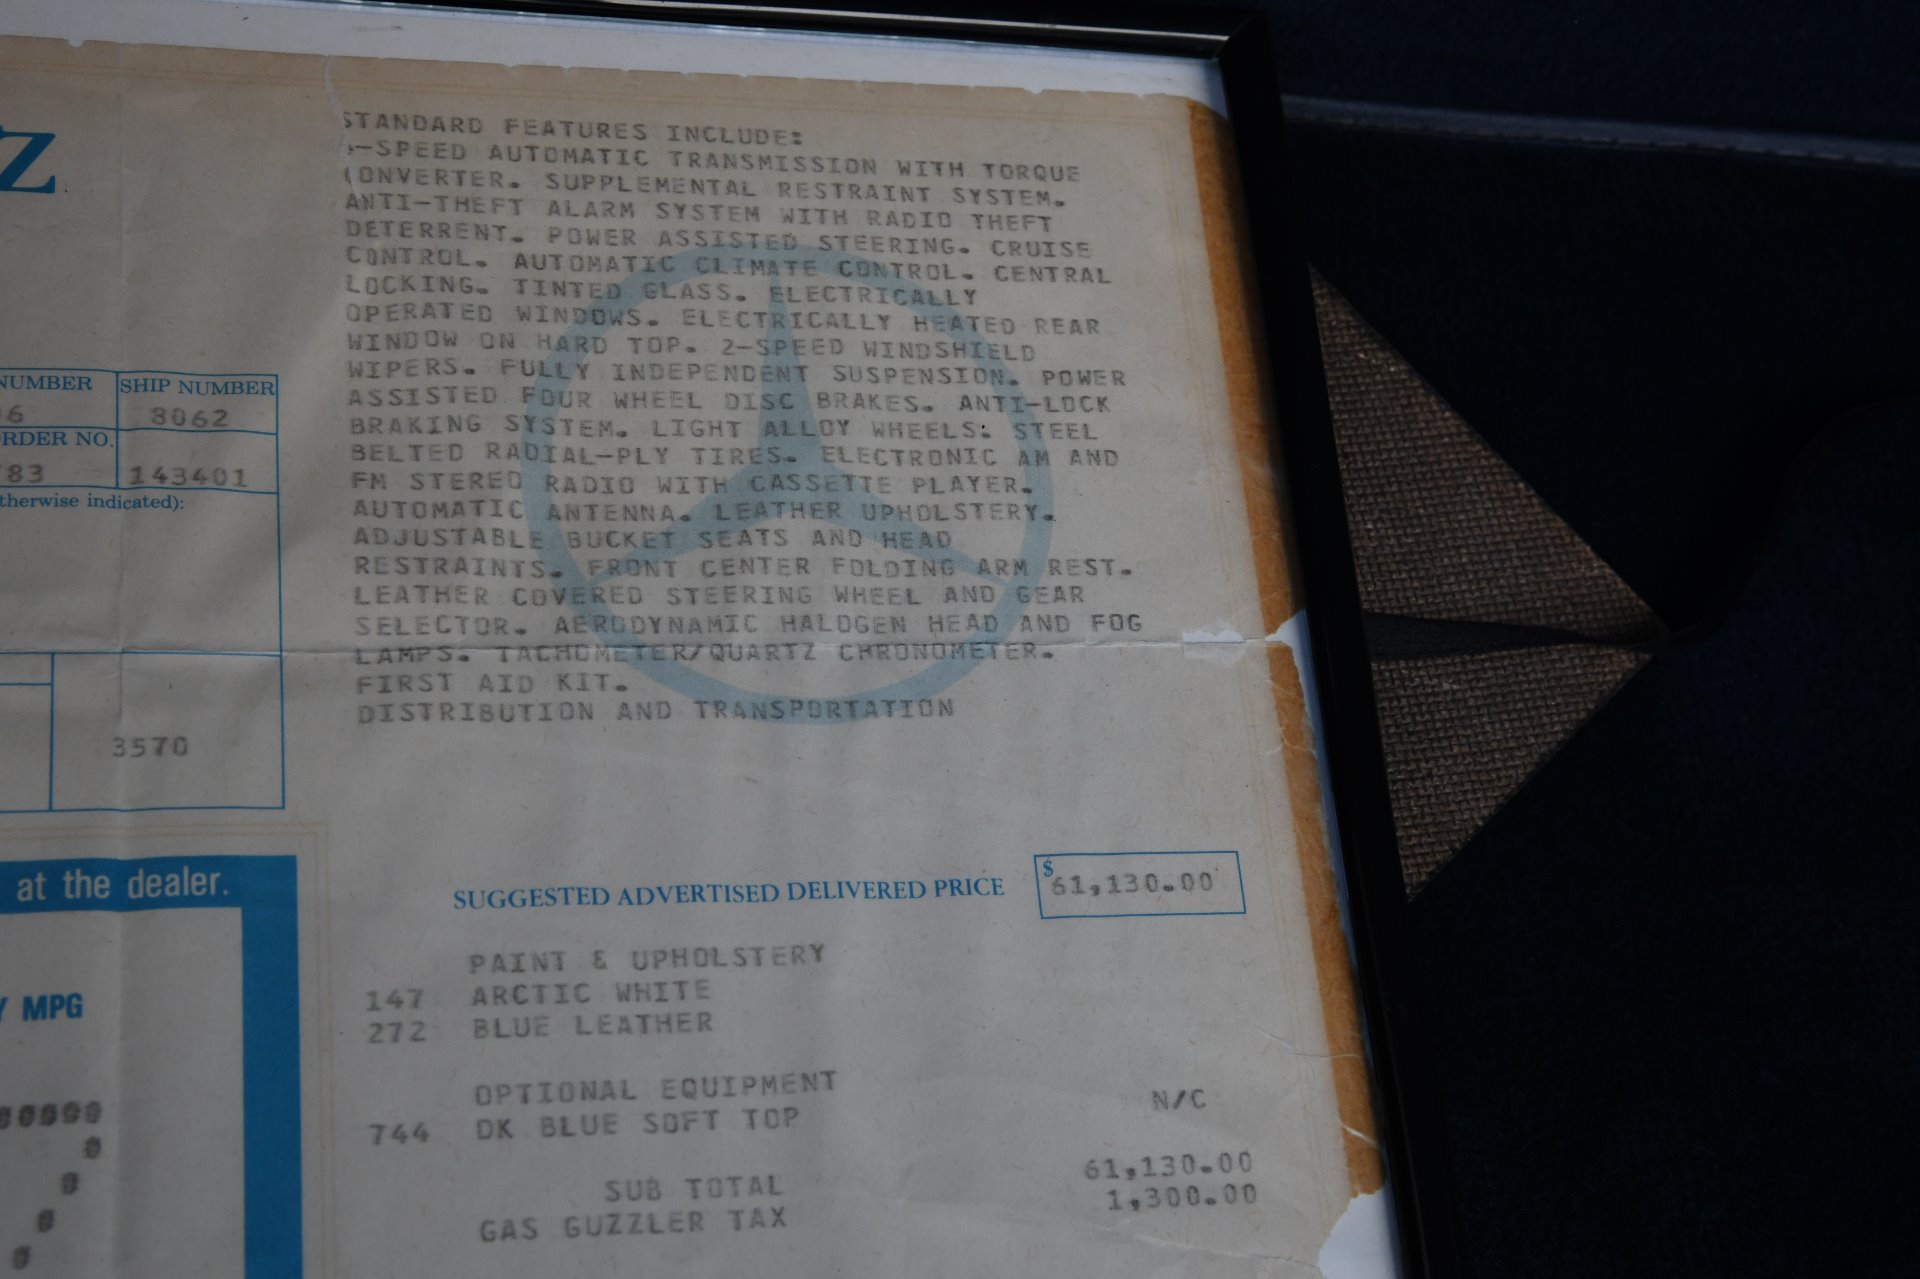 Z
STANDARD FEATURES INCLUDE:
-SPEED AUTOMATIC TRANSMISSION WITH TORQUE
CONVERTER. SUPPLEMENTAL RESTRAINT SYSTEM.
ANTI-THEFT ALARM SYSTEM WITH RADIO THEFT
DETERRENT. POWER ASSISTED STEERING. CRUISE
CONTROL. AUTOMATIC CLIMATE CONTROL. CENTRAL
LOCKING. TINTED GLASS. ELECTRICALLY
OPERATED WINDOWS. ELECTRICALLY HEATED REAR
WINDOW ON HARD TOP. 2-SPEED WINDSHIELD
WIPERS. FULLY INDEPENDENT SUSPENSION. POWER
ASSISTED FOUR WHEEL DISC BRAKES. ANTI-LOCK
BRAKING SYSTEM. LIGHT ALLOY WHEELS. STEEL
BELTED RADIAL-PLY TIRES. ELECTRONIC AM AND
FM STEREO RADIO WITH CASSETTE PLAYER.
AUTOMATIC ANTENNA. LEATHER UPHOLSTERY.
ADJUSTABLE BUCKET SEATS AND HEAD
RESTRAINTS. FRONT CENTER FOLDING ARM REST.
LEATHER COVERED STEERING WHEEL AND GEAR
SELECTOR. AERODYNAMIC HALOGEN HEAD AND FOG
LAMPS. TACHOMETER/QUARTZ CHRONOMETER.
FIRST AID KIT.
DISTRIBUTION AND TRANSPORTATION
NUMBER SHIP NUMBER
6 8062
RDER NO.
783 143401
therwise indicated):
3570
at the dealer.
Y MPG
00000
0
0
0
0
SUGGESTED ADVERTISED DELIVERED PRICE $61,130.00
PAINT & UPHOLSTERY
147 ARCTIC WHITE
272 BLUE LEATHER
OPTIONAL EQUIPMENT
744 DK BLUE SOFT TOP N/C
SUB TOTAL 61,130.00
GAS GUZZLER TAX 1,300.00